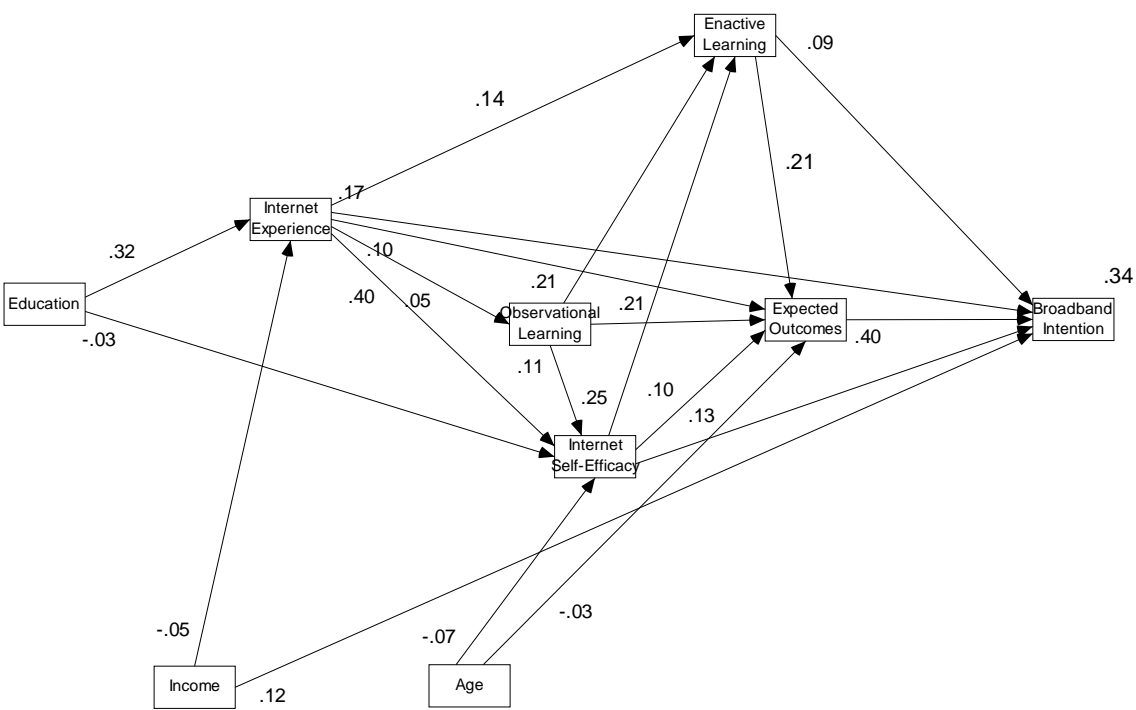 Enactive
Learning
.09
.14
.21
.17
Internet
Experience
.10
.32
.40
.05
.21
.21
.34
Education
Observational
Learning
Expected
Outcomes
Broadband
Intention
-.03
.40
.11
.25
.10
.13
Internet
Self-Efficacy
-.05
-.07
-.03
Income
.12
Age